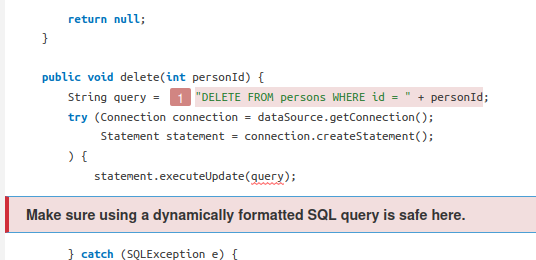 return null;
}
public void delete(int personId) {
String query = 1 "DELETE FROM persons WHERE id = " + personId;
try (Connection connection = dataSource.getConnection();
Statement statement = connection.createStatement();
) {
statement.executeUpdate(query);
Make sure using a dynamically formatted SQL query is safe here.
} catch (SQLException e) {